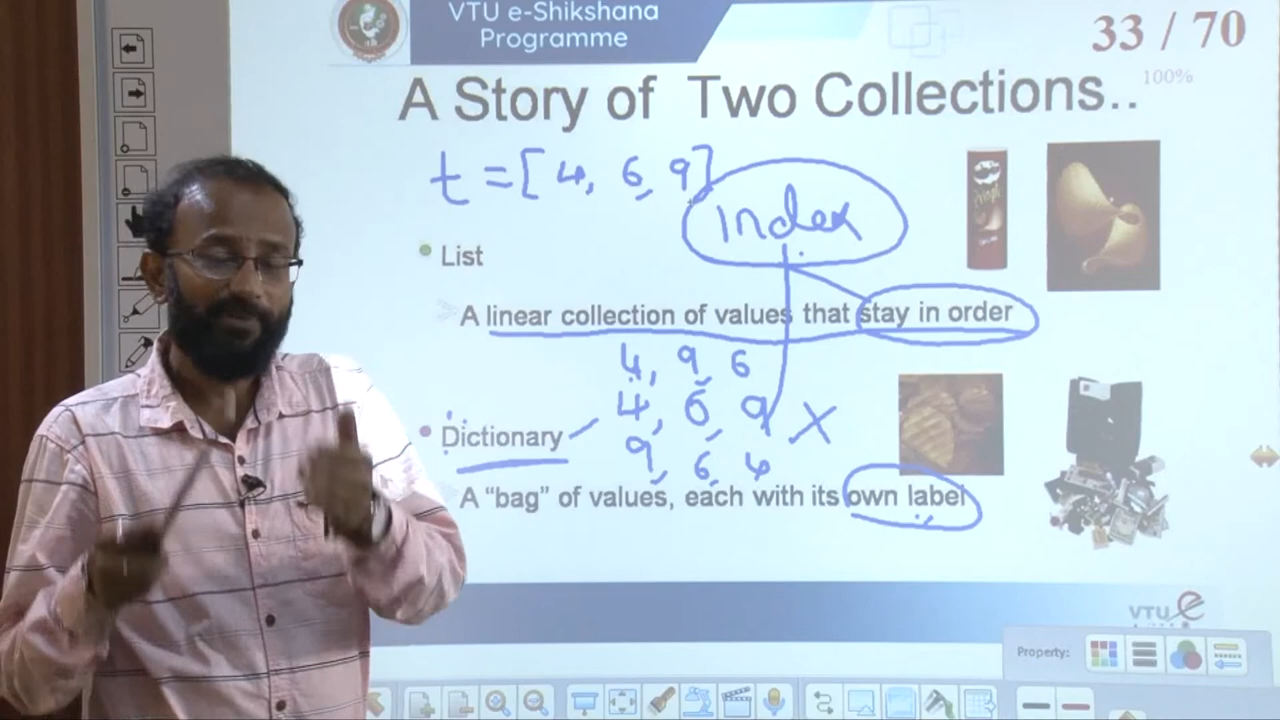 VTU e-Shikshana
Programme
33 / 70
100%
A Story of Two Collections..
t = [ 4, 6, 9 ]
Index
List
A linear collection of values that stay in order
4, 9, 6
4, 6, 9 X
Dictionary
9, 6, 4
A “bag” of values, each with its own label
VTU e
Property: